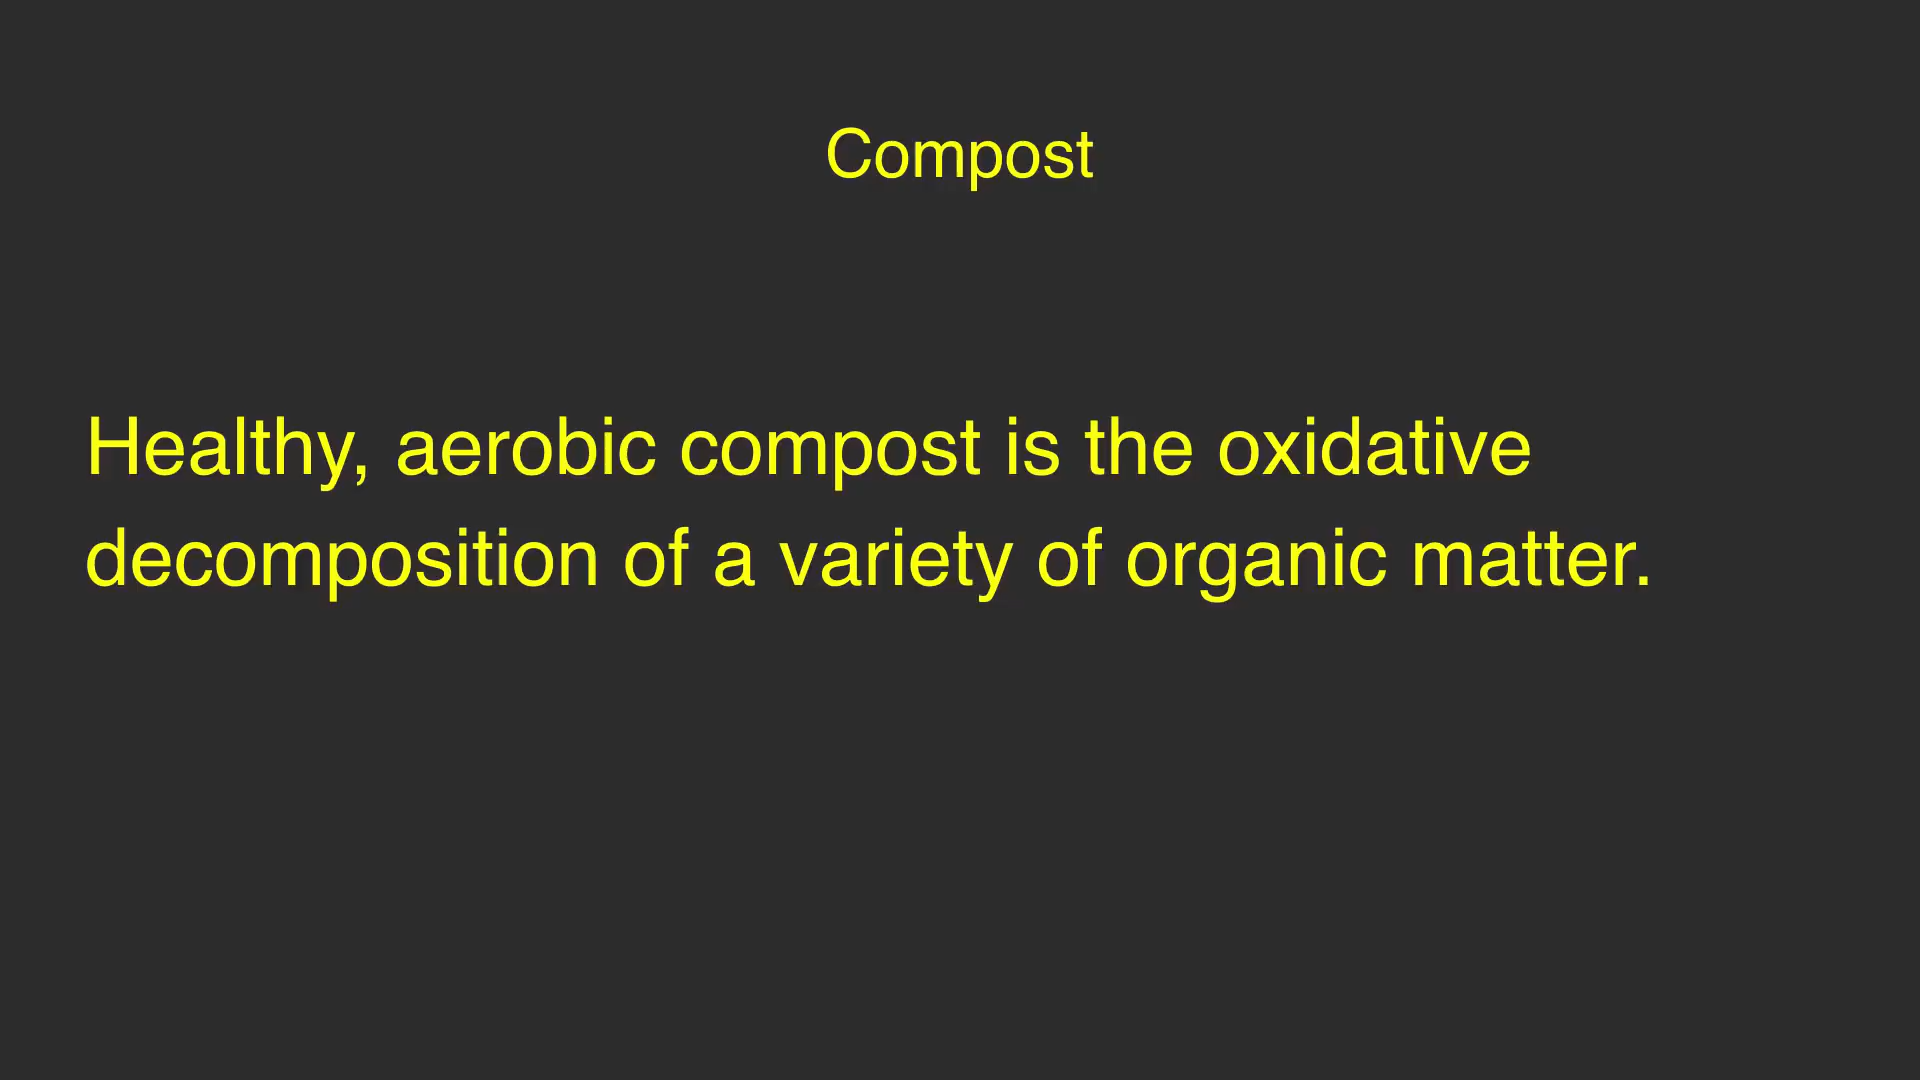 Compost
Healthy, aerobic compost is the oxidative
decomposition of a variety of organic matter.